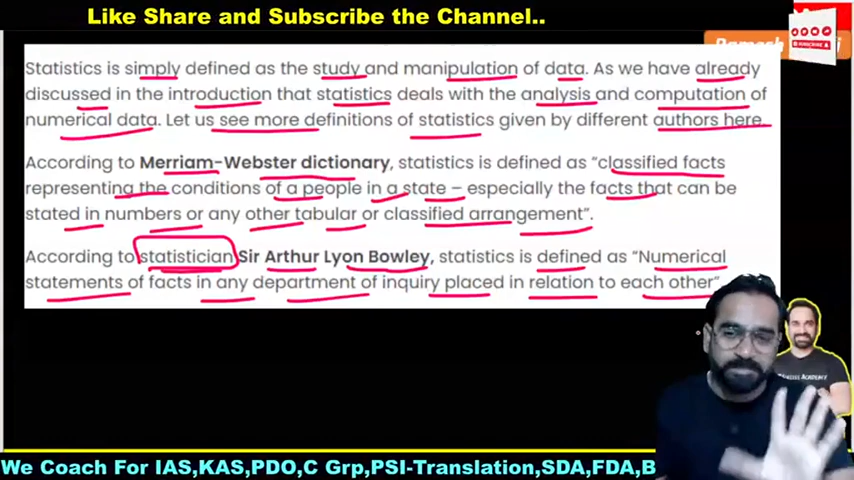 Like Share and Subscribe the Channel..
SUBSCRIBE
Statistics is simply defined as the study and manipulation of data. As we have already
discussed in the introduction that statistics deals with the analysis and computation of
numerical data. Let us see more definitions of statistics given by different authors here.
According to Merriam-Webster dictionary, statistics is defined as “classified facts
representing the conditions of a people in a state – especially the facts that can be
stated in numbers or any other tabular or classified arrangement”.
According to statistician Sir Arthur Lyon Bowley, statistics is defined as “Numerical
statements of facts in any department of inquiry placed in relation to each other”
We Coach For IAS,KAS,PDO,C Grp,PSI-Translation,SDA,FDA,B